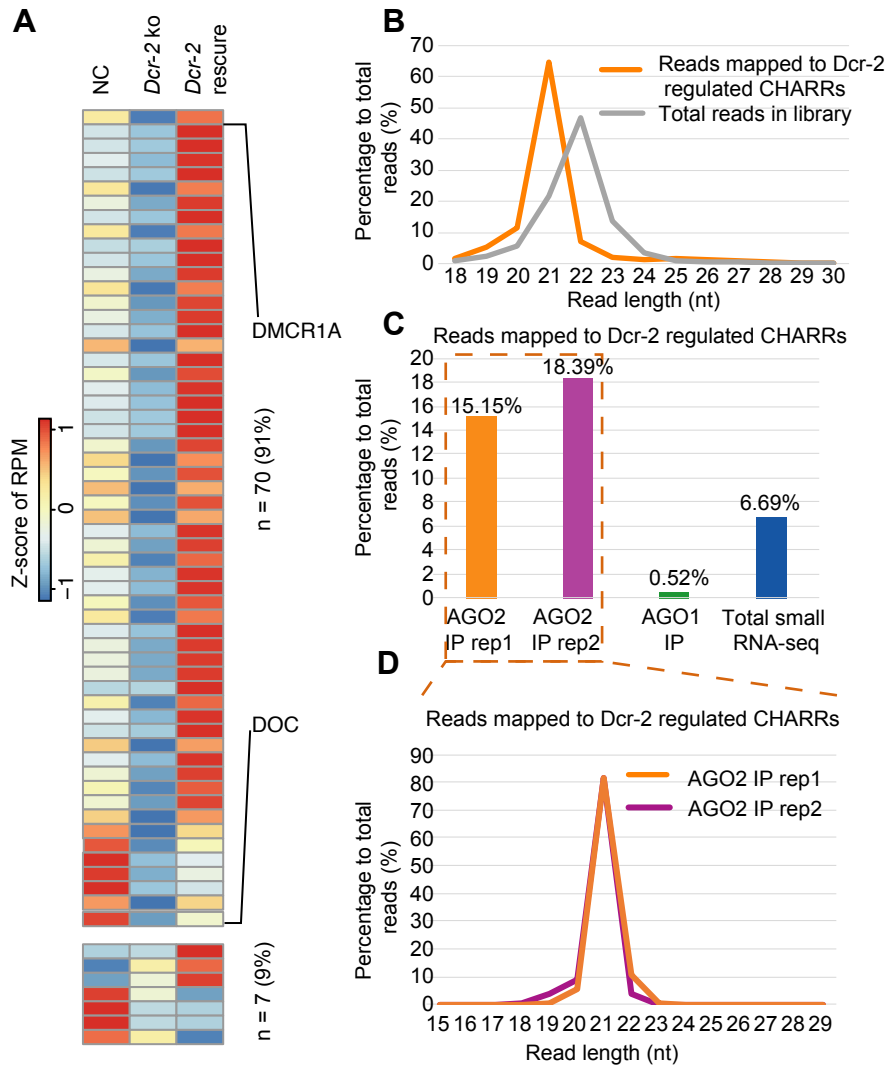 A
NC
Dcr-2 ko
Dcr-2
rescure
DMCR1A
n = 70 (91%)
Z-score of RPM
1
0
−1
DOC
n = 7 (9%)
B
70
60
50
40
30
20
10
0
Percentage to total
reads (%)
Reads mapped to Dcr-2
regulated CHARRs
Total reads in library
18 19 20 21 22 23 24 25 26 27 28 29 30
Read length (nt)
C
Reads mapped to Dcr-2 regulated CHARRs
20
18
16
14
12
10
8
6
4
2
0
Percentage to total
reads (%)
15.15%
18.39%
0.52%
6.69%
AGO2
IP rep1
AGO2
IP rep2
AGO1
IP
Total small
RNA-seq
D
Reads mapped to Dcr-2 regulated CHARRs
90
80
70
60
50
40
30
20
10
0
Percentage to total
reads (%)
AGO2 IP rep1
AGO2 IP rep2
15 16 17 18 19 20 21 22 23 24 25 26 27 28 29
Read length (nt)